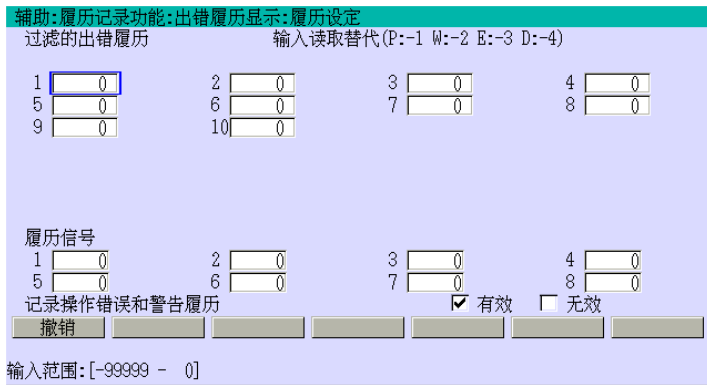 辅助:履历记录功能:出错履历显示:履历设定
过滤的出错履历 输入读取替代(P:-1 W:-2 E:-3 D:-4)
1 0 2 0 3 0 4 0
5 0 6 0 7 0 8 0
9 0 10 0
履历信号
1 0 2 0 3 0 4 0
5 0 6 0 7 0 8 0
记录操作错误和警告履历 有效 无效
撤销
输入范围:[-99999 - 0]